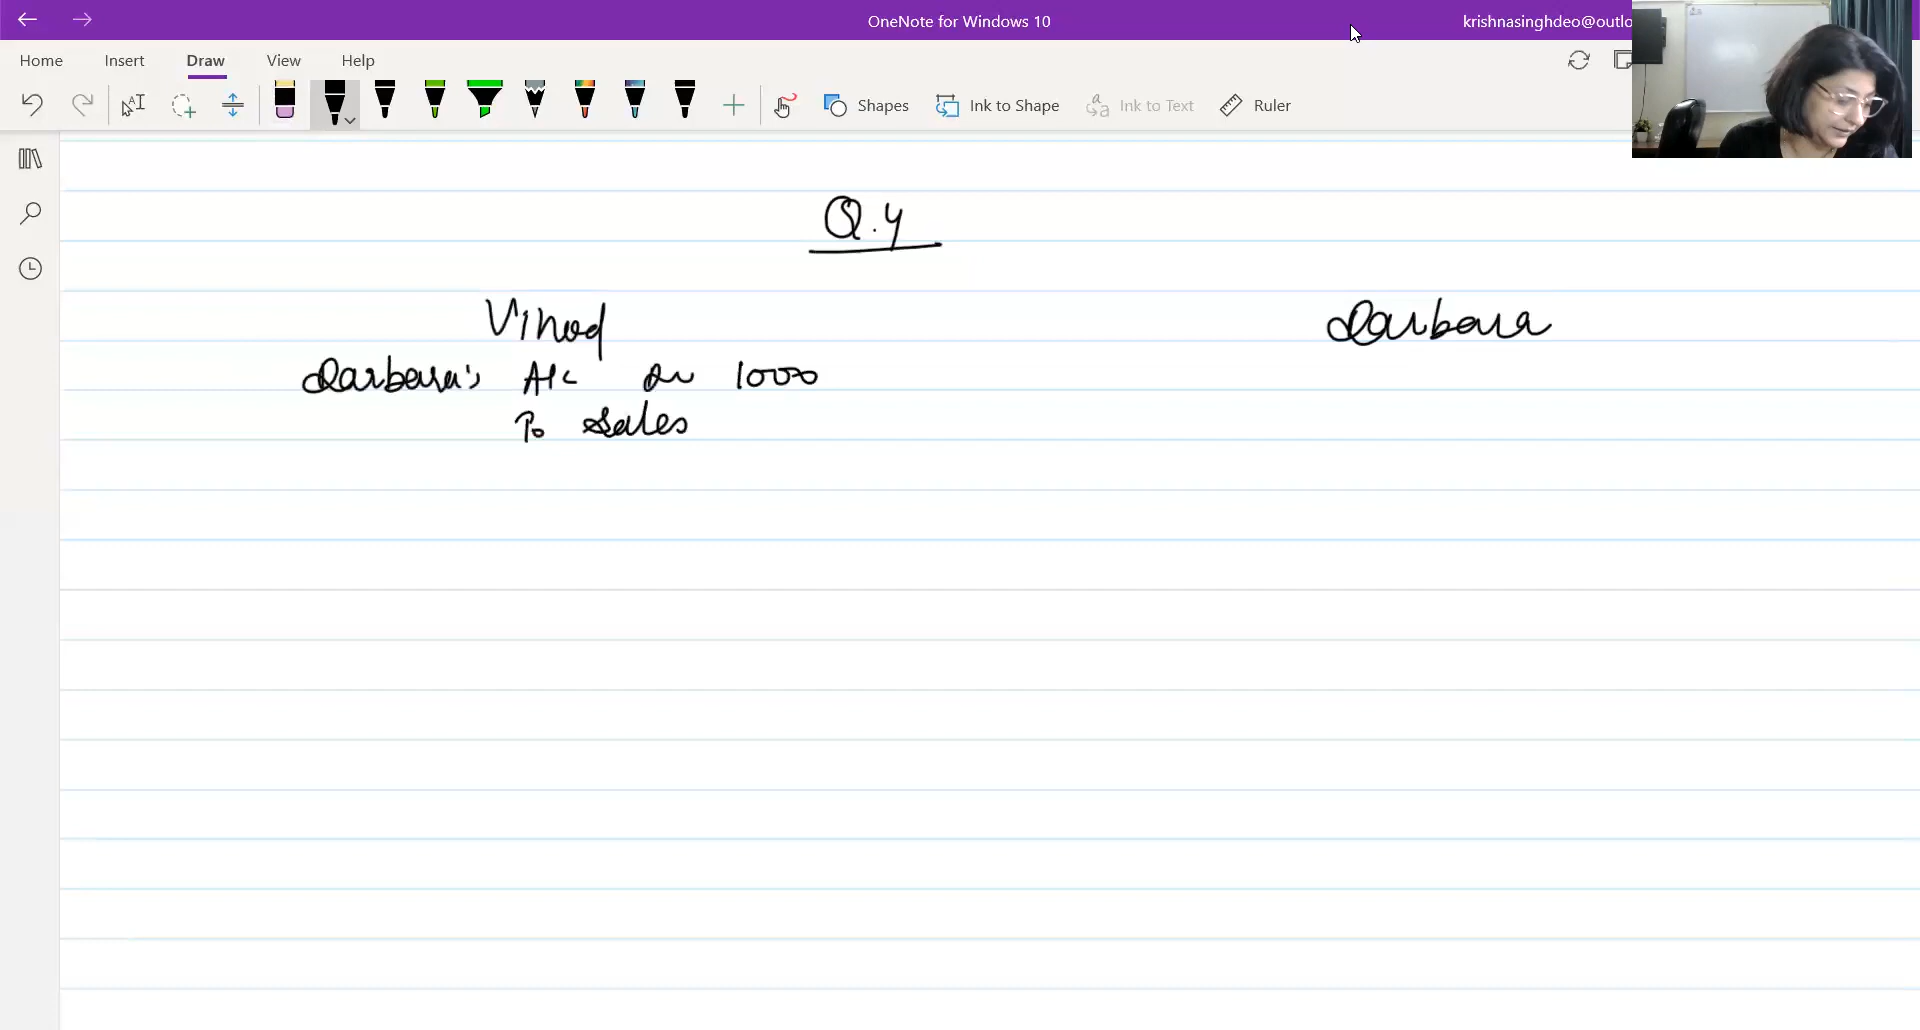 OneNote for Windows 10
krishnasinghdeo@outlo
Home Insert Draw View Help
Shapes Ink to Shape Ink to Text Ruler
Q.4
Vinod Darbara
Darbara's A/c Dr 1000
To Sales